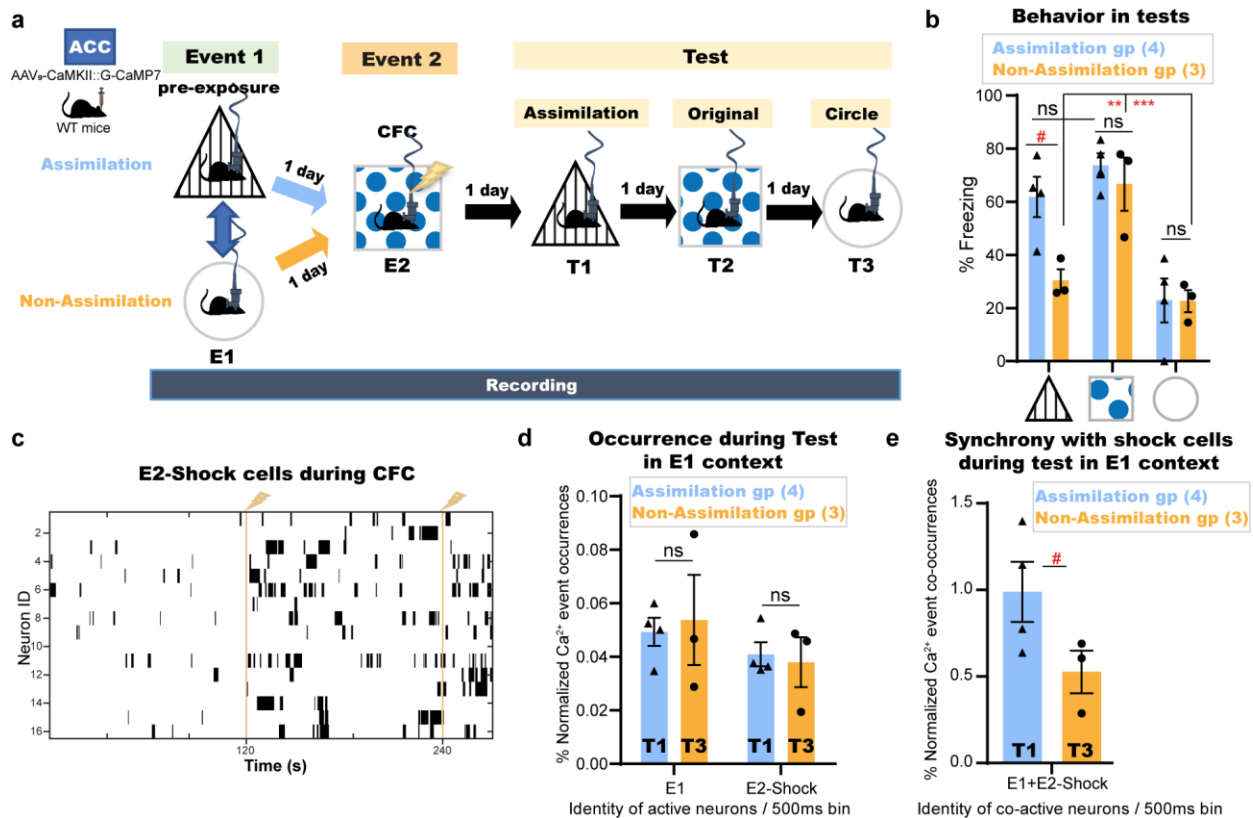 a
ACC
AAV₉-CaMKII::G-CaMP7
WT mice
Event 1
pre-exposure
Event 2
Test
Assimilation
Original
Circle
CFC
Assimilation
1 day
1 day
1 day
1 day
1 day
E2
T1
T2
T3
Non-Assimilation
E1
Recording
b
Behavior in tests
Assimilation gp (4)
Non-Assimilation gp (3)
% Freezing
100
80
60
40
20
0
ns
** ***
ns
#
ns
c
E2-Shock cells during CFC
Neuron ID
2
4
6
8
10
12
14
16
120
240
Time (s)
d
Occurrence during Test
in E1 context
Assimilation gp (4)
Non-Assimilation gp (3)
% Normalized Ca²⁺ event occurrences
0.10
0.08
0.06
0.04
0.02
0.00
ns
ns
T1
T3
T1
T3
E1
E2-Shock
Identity of active neurons / 500ms bin
e
Synchrony with shock cells
during test in E1 context
Assimilation gp (4)
Non-Assimilation gp (3)
% Normalized Ca²⁺ event co-occurrences
1.5
1.0
0.5
0.0
#
T1
T3
E1+E2-Shock
Identity of co-active neurons / 500ms bin